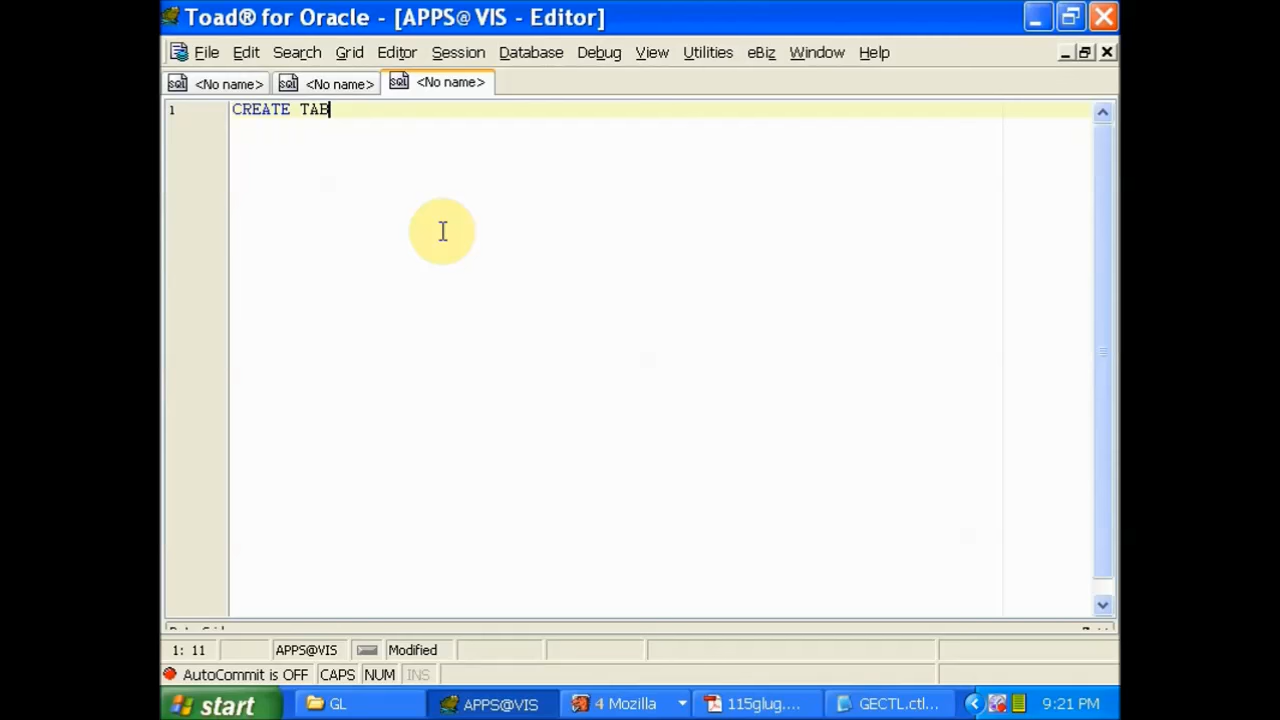 Toad® for Oracle - [APPS@VIS - Editor]
File Edit Search Grid Editor Session Database Debug View Utilities eBiz Window Help
<No name> <No name> <No name>
1 CREATE TAB
1: 11 APPS@VIS Modified
AutoCommit is OFF CAPS NUM INS
start GL APPS@VIS 4 Mozilla 115glug.... GECTL.ctl... 9:21 PM